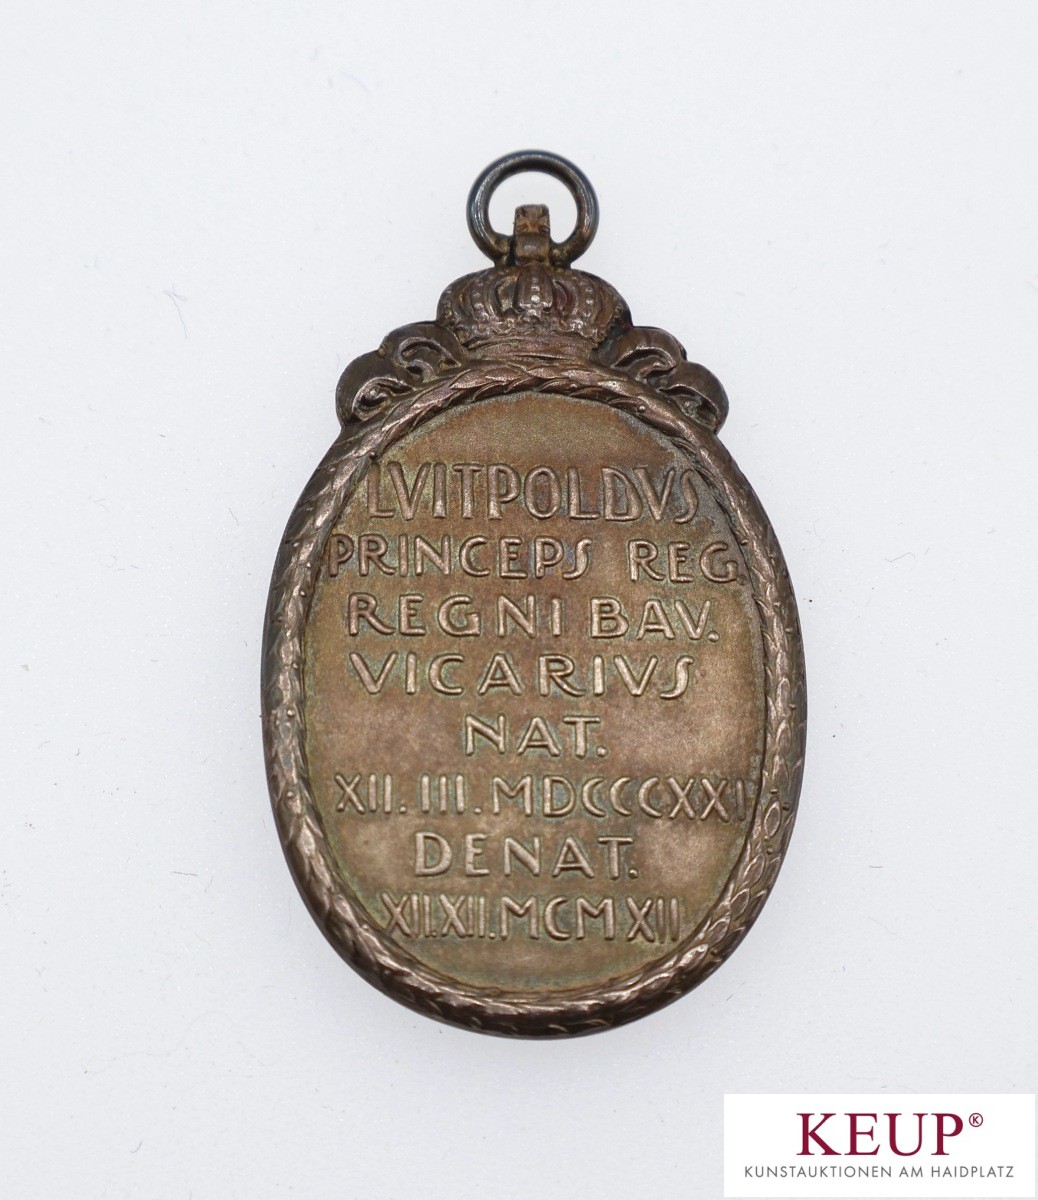 LVITPOLDVS
PRINCEPS REG.
REGNI BAV.
VICARIVS
NAT.
XII.III.MDCCCXXI
DENAT.
XII.XII.MCMXII
KEUP®
KUNSTAUKTIONEN AM HAIDPLATZ